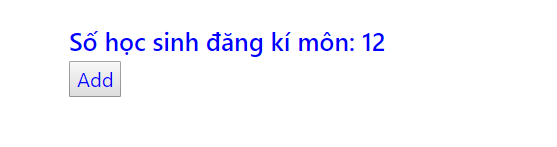 Số học sinh đăng kí môn: 12
Add